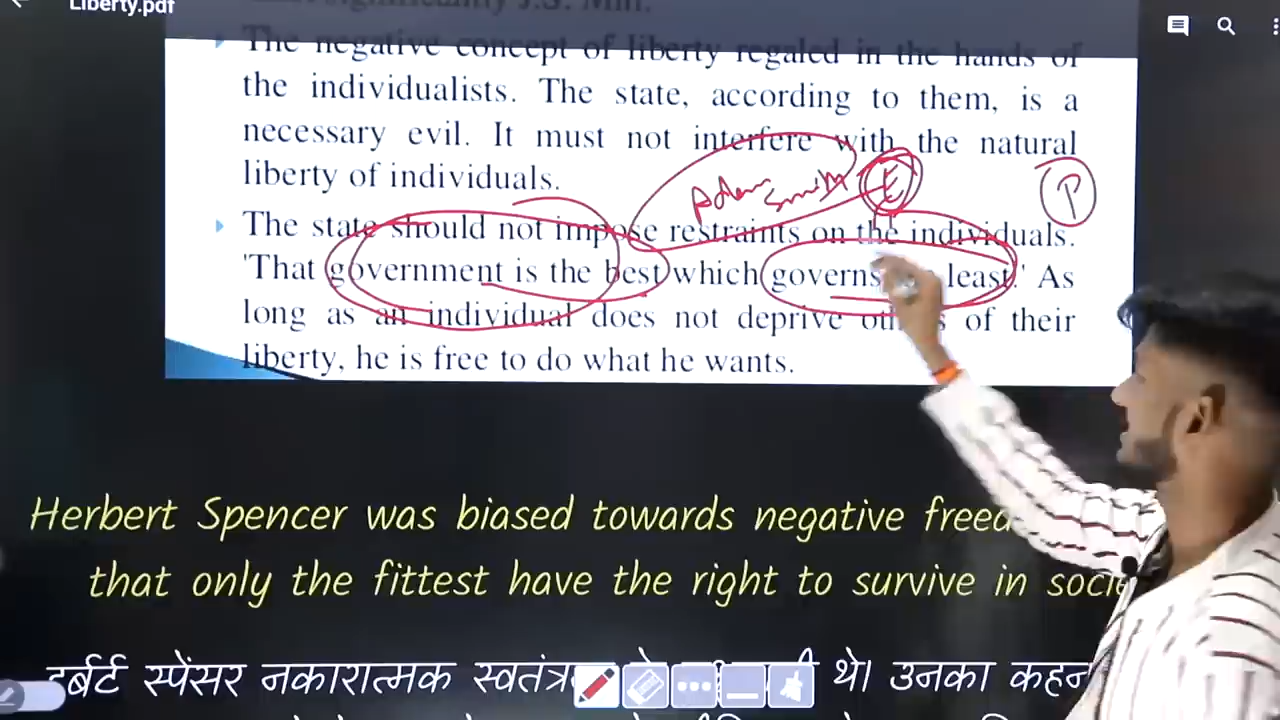 Liberty.pdf
J.S. Mill.
The negative concept of liberty regaled in the hands of
the individualists. The state, according to them, is a
necessary evil. It must not interfere with the natural
liberty of individuals.
Adam Smith E P
The state should not impose restraints on the individuals.
'That government is the best which governs least.' As
long as an individual does not deprive others of their
liberty, he is free to do what he wants.
Herbert Spencer was biased towards negative
that only the fittest have the right to survive in
हर्बर्ट स्पेंसर नकारात्मक थे। उनका